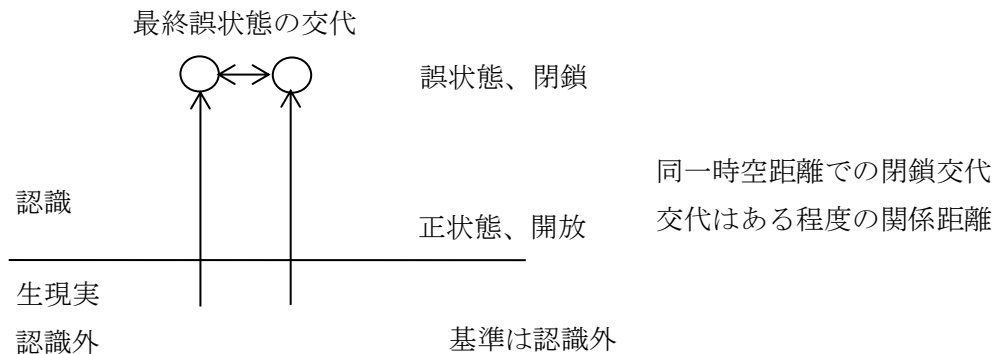 最終誤状態の交代
誤状態、閉鎖
同一時空距離での閉鎖交代
認識
正状態、開放
交代はある程度の関係距離
生現実
認識外
基準は認識外